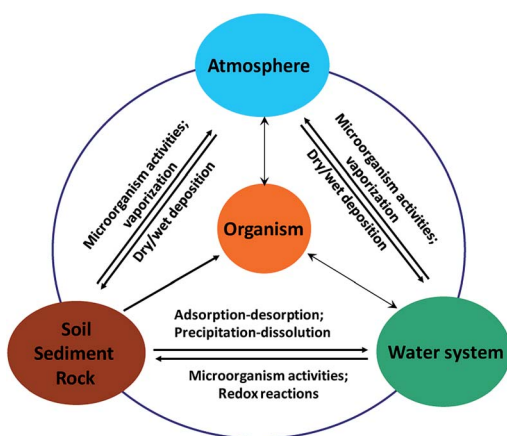 Atmosphere
Microorganism activities;
vaporization
Dry/wet deposition
Microorganism activities;
vaporization
Dry/wet deposition
Organism
Soil
Sediment
Rock
Adsorption-desorption;
Precipitation-dissolution
Water system
Microorganism activities;
Redox reactions